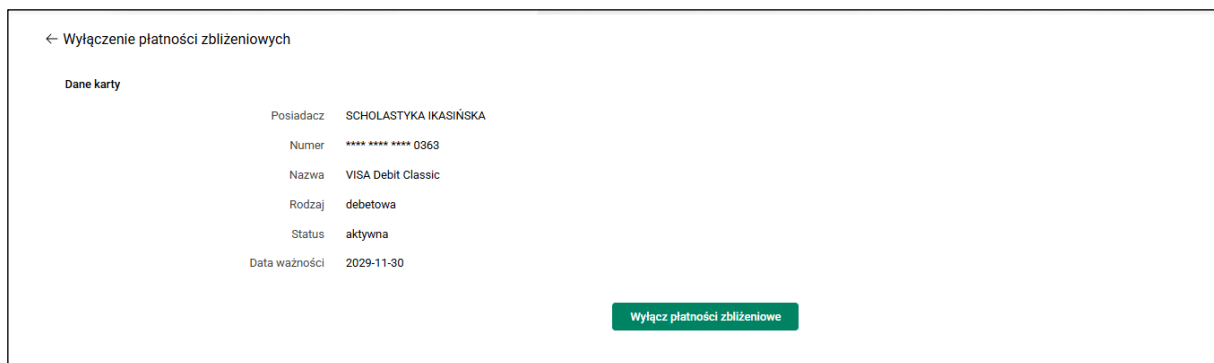 ← Wyłączenie płatności zbliżeniowych
Dane karty
Posiadacz SCHOLASTYKA IKASIŃSKA
Numer **** **** **** 0363
Nazwa VISA Debit Classic
Rodzaj debetowa
Status aktywna
Data ważności 2029-11-30
Wyłącz płatności zbliżeniowe